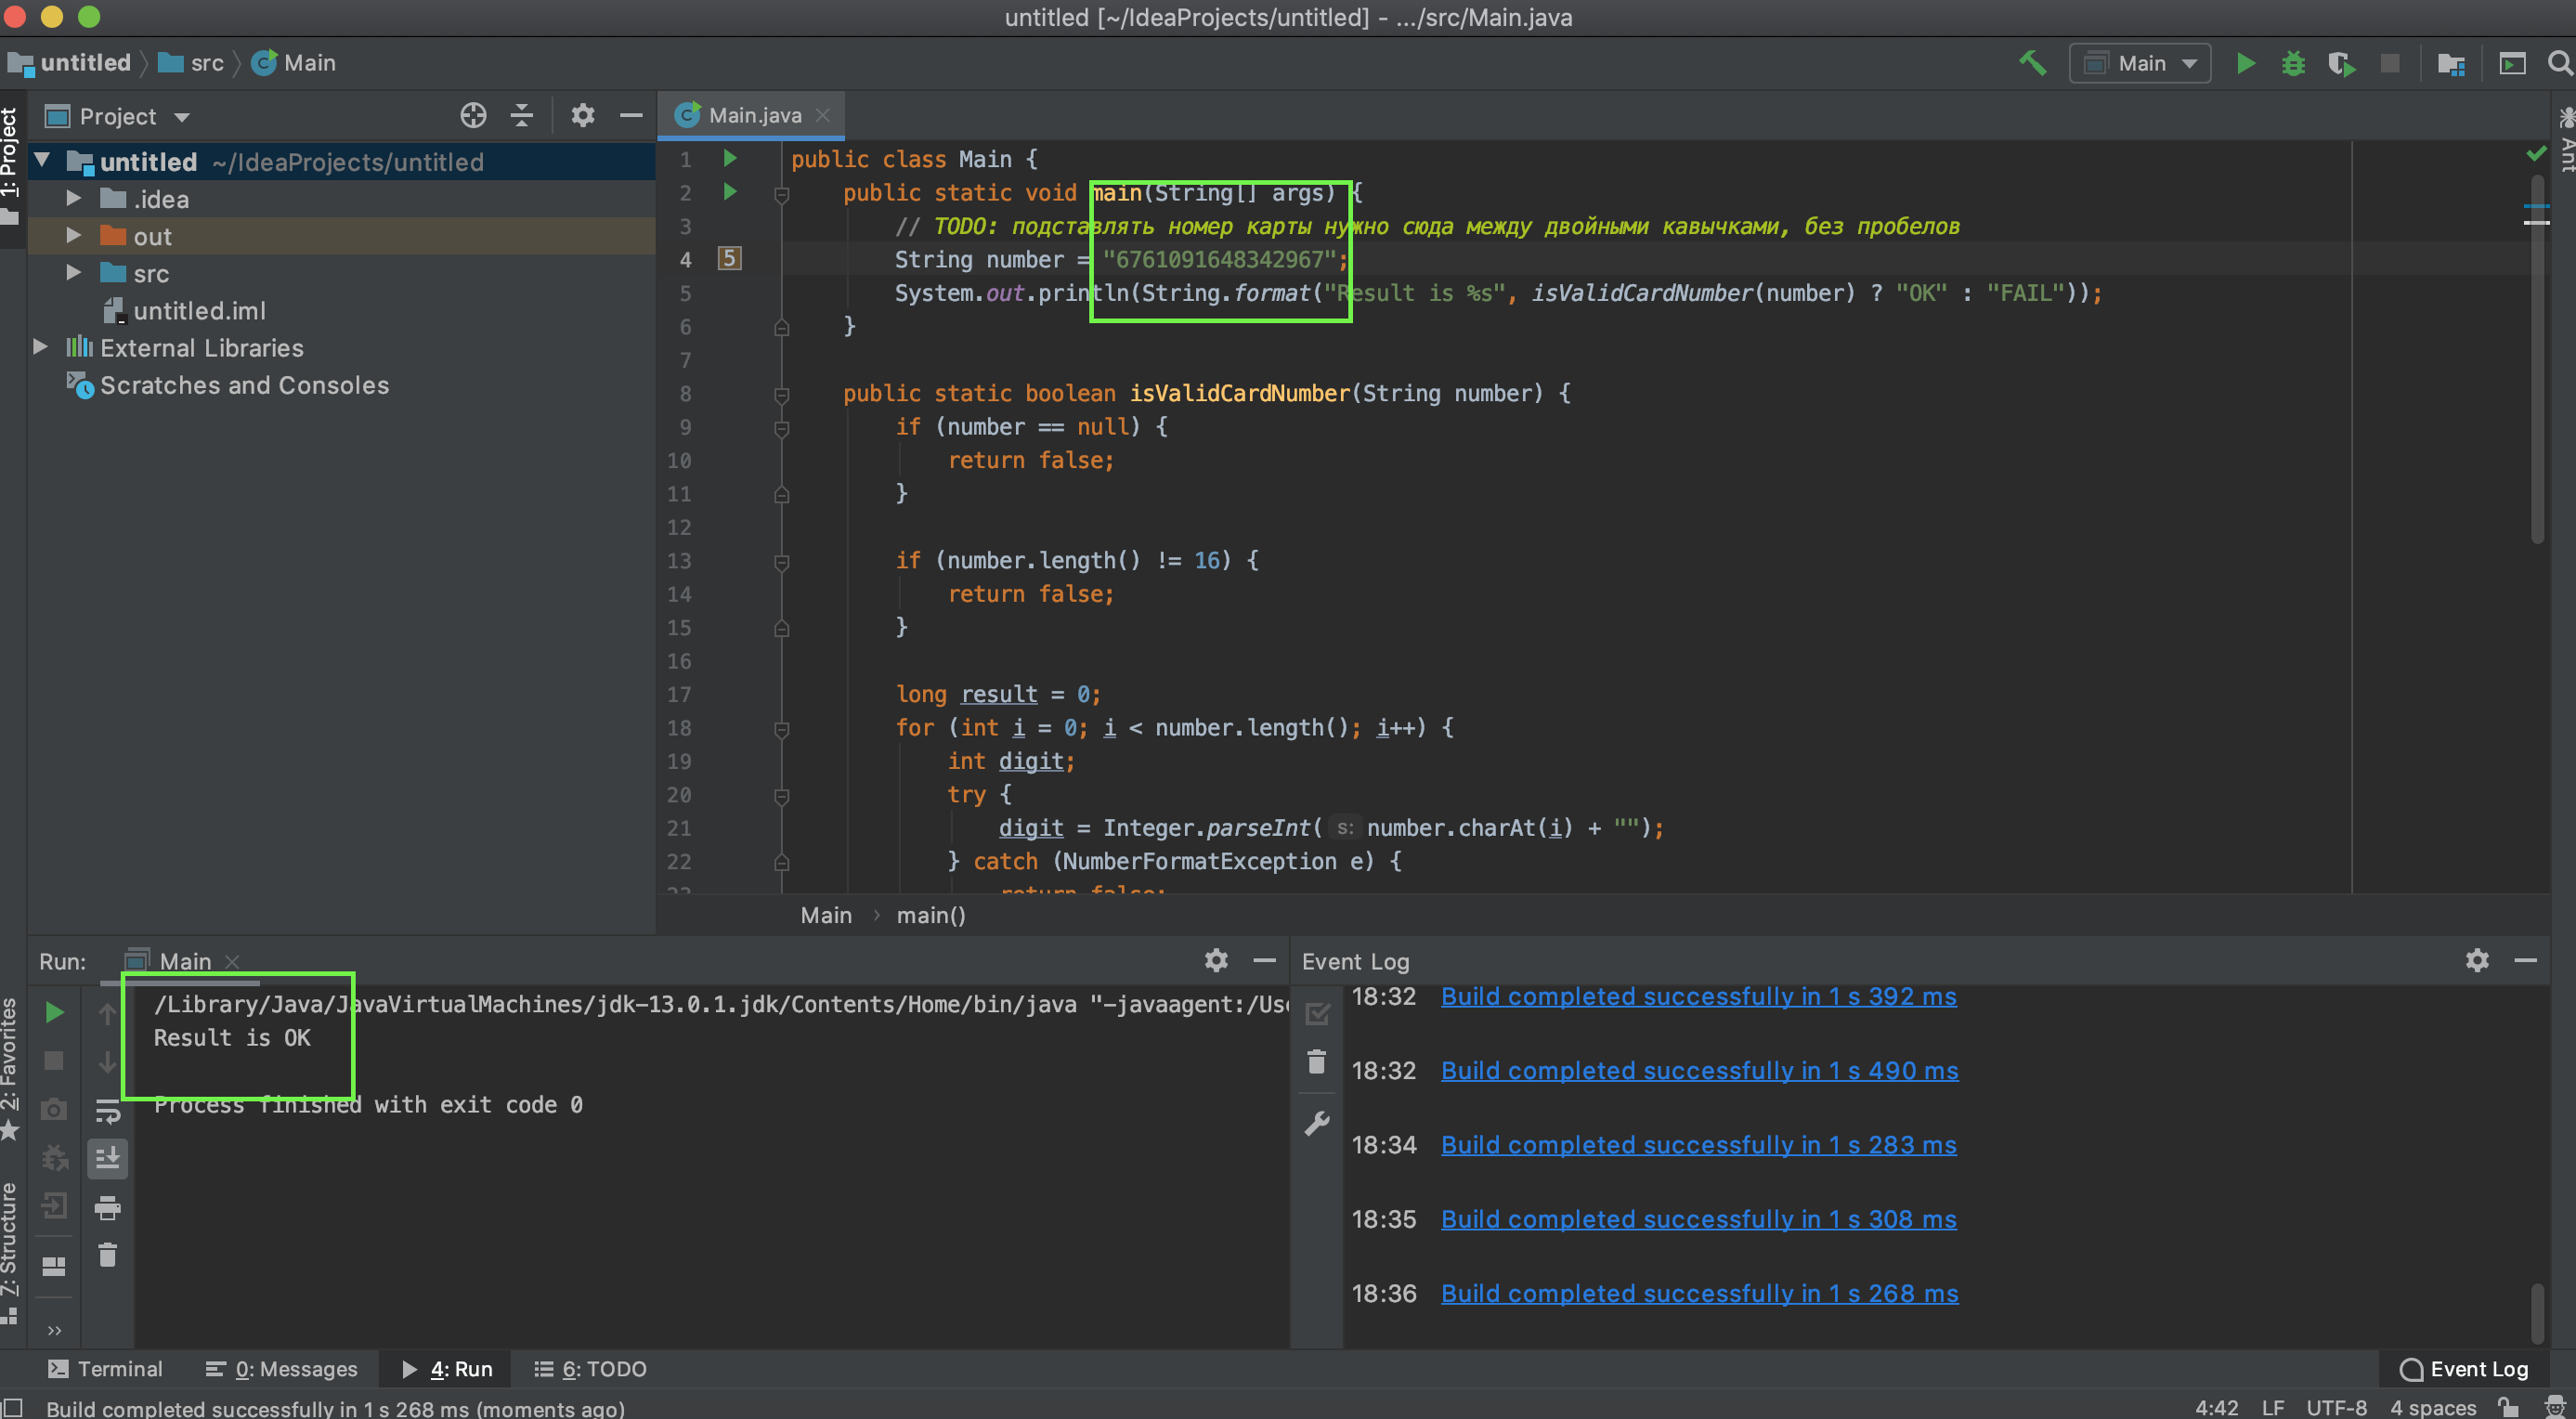 untitled [~/IdeaProjects/untitled] - .../src/Main.java
untitled src Main
Main
1: Project
Project
untitled ~/IdeaProjects/untitled
.idea
out
src
untitled.iml
External Libraries
Scratches and Consoles
Main.java
Ant
1 public class Main {
2 public static void main(String[] args) {
3 // TODO: подставлять номер карты нужно сюда между двойными кавычками, без пробелов
4 5 String number = "6761091648342967";
5 System.out.println(String.format("Result is %s", isValidCardNumber(number) ? "OK" : "FAIL"));
6 }
7
8 public static boolean isValidCardNumber(String number) {
9 if (number == null) {
10 return false;
11 }
12
13 if (number.length() != 16) {
14 return false;
15 }
16
17 long result = 0;
18 for (int i = 0; i < number.length(); i++) {
19 int digit;
20 try {
21 digit = Integer.parseInt( s: number.charAt(i) + "");
22 } catch (NumberFormatException e) {
23 return false;
Main › main()
Run: Main
/Library/Java/JavaVirtualMachines/jdk-13.0.1.jdk/Contents/Home/bin/java "-javaagent:/Use
Result is OK
Process finished with exit code 0
Event Log
18:32 Build completed successfully in 1 s 392 ms
18:32 Build completed successfully in 1 s 490 ms
18:34 Build completed successfully in 1 s 283 ms
18:35 Build completed successfully in 1 s 308 ms
18:36 Build completed successfully in 1 s 268 ms
2: Favorites
7: Structure
Terminal 0: Messages 4: Run 6: TODO Event Log
Build completed successfully in 1 s 268 ms (moments ago) 4:42 LF UTF-8 4 spaces